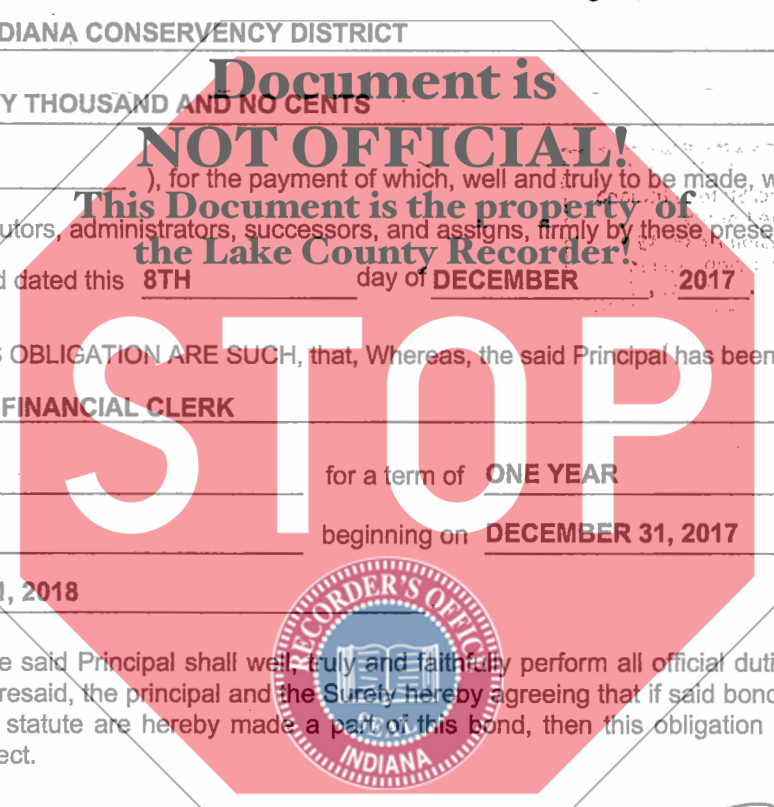 DIANA CONSERVENCY DISTRICT
Document is
Y THOUSAND AND NO CENTS
NOT OFFICIAL!
), for the payment of which, well and truly to be made, w
This Document is the property of
utors, administrators, successors, and assigns, firmly by these prese
the Lake County Recorder!
d dated this 8TH day of DECEMBER , 2017 .
S OBLIGATION ARE SUCH, that, Whereas, the said Principal has been
STOP
FINANCIAL CLERK
for a term of ONE YEAR
beginning on DECEMBER 31, 2017
1, 2018
RECORDER'S OFFICE
e said Principal shall well, truly and faithfully perform all official duti
resaid, the principal and the Surety hereby agreeing that if said bond
statute are hereby made a part of this bond, then this obligation
ect.
INDIANA